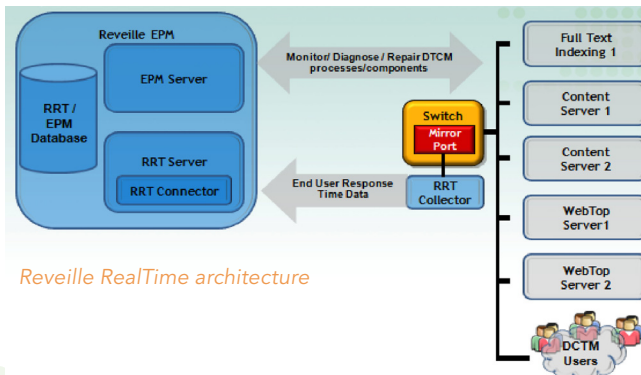 Reveille EPM
EPM Server
RRT /
EPM
Database
RRT Server
RRT Connector
Monitor/ Diagnose / Repair DTCM
processes/components
Switch
Mirror
Port
End User Response
Time Data
RRT
Collector
Full Text
Indexing 1
Content
Server 1
Content
Server 2
WebTop
Server1
WebTop
Server 2
DCTM
Users
Reveille RealTime architecture